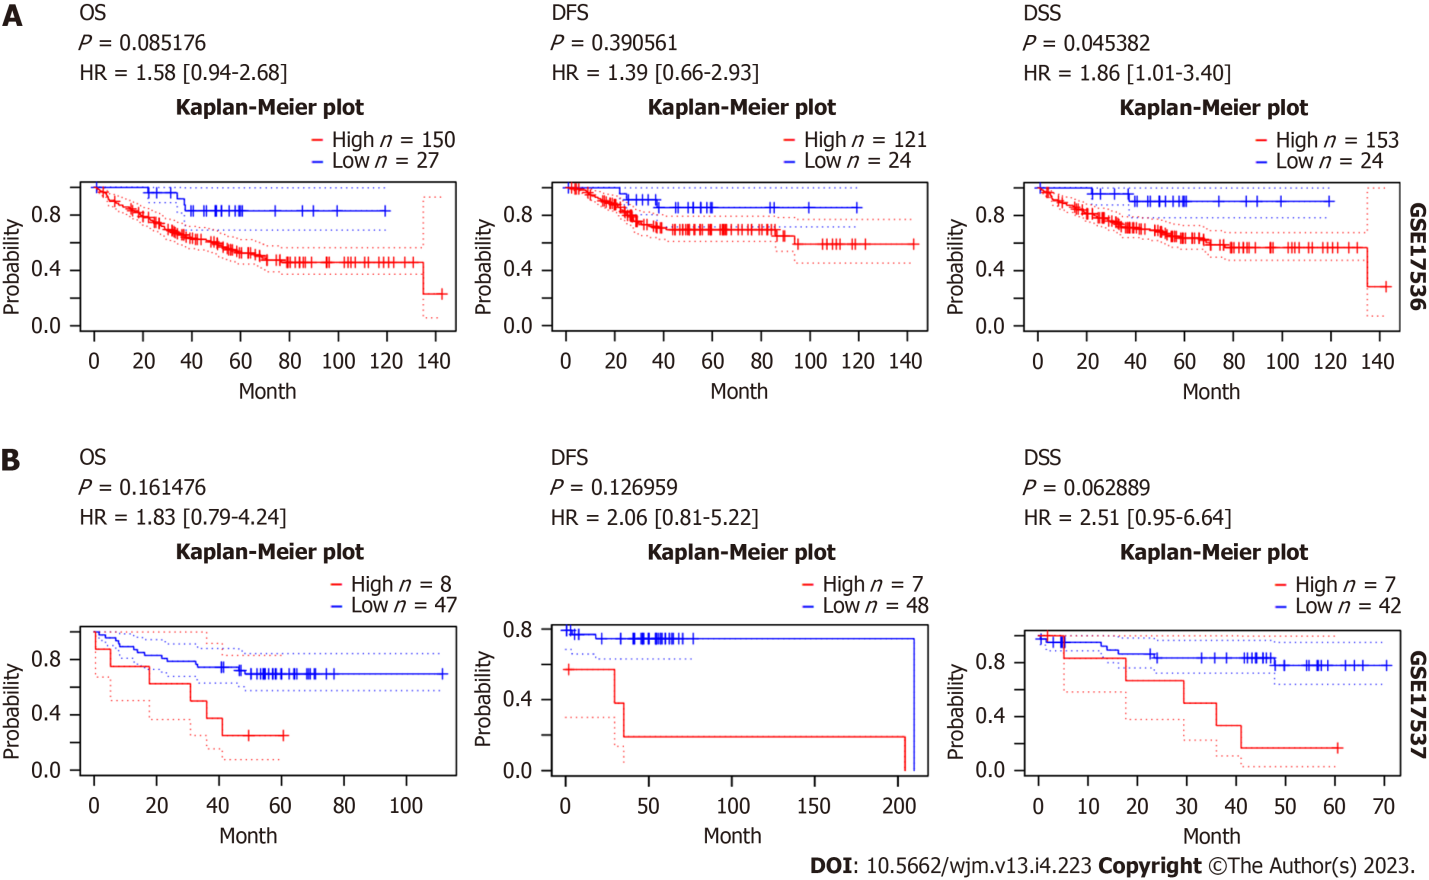 A
OS
P = 0.085176
HR = 1.58 [0.94-2.68]
Kaplan-Meier plot
High n = 150
Low n = 27
Probability
0.8
0.4
0.0
0 20 40 60 80 100 120 140
Month
DFS
P = 0.390561
HR = 1.39 [0.66-2.93]
Kaplan-Meier plot
High n = 121
Low n = 24
Probability
0.8
0.4
0.0
0 20 40 60 80 100 120 140
Month
DSS
P = 0.045382
HR = 1.86 [1.01-3.40]
Kaplan-Meier plot
High n = 153
Low n = 24
Probability
0.8
0.4
0.0
0 20 40 60 80 100 120 140
Month
GSE17536
B
OS
P = 0.161476
HR = 1.83 [0.79-4.24]
Kaplan-Meier plot
High n = 8
Low n = 47
Probability
0.8
0.4
0.0
0 20 40 60 80 100
Month
DFS
P = 0.126959
HR = 2.06 [0.81-5.22]
Kaplan-Meier plot
High n = 7
Low n = 48
Probability
0.8
0.4
0.0
0 50 100 150 200
Month
DSS
P = 0.062889
HR = 2.51 [0.95-6.64]
Kaplan-Meier plot
High n = 7
Low n = 42
Probability
0.8
0.4
0.0
0 10 20 30 40 50 60 70
Month
GSE17537
DOI: 10.5662/wjm.v13.i4.223 Copyright ©The Author(s) 2023.